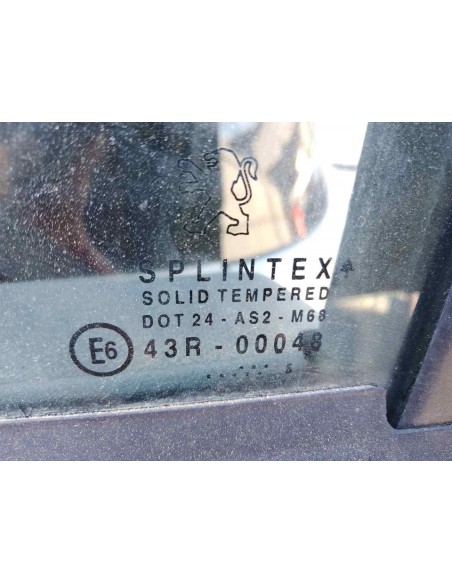 SPLINTEX
SOLID TEMPERED
DOT 24 - AS2 - M68
E6 43R - 00048